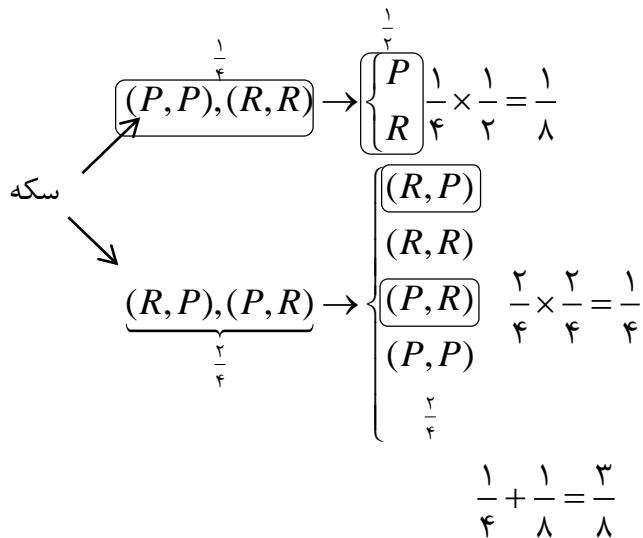 ۱/۴
(P, P), (R, R) → { P
R
۱/۲
۱/۴ × ۱/۲ = ۱/۸
سکه
(R, P), (P, R) → { (R, P)
(R, R)
(P, R)
(P, P)
۲/۴
۲/۴
۲/۴ × ۲/۴ = ۱/۴
۱/۴ + ۱/۸ = ۳/۸